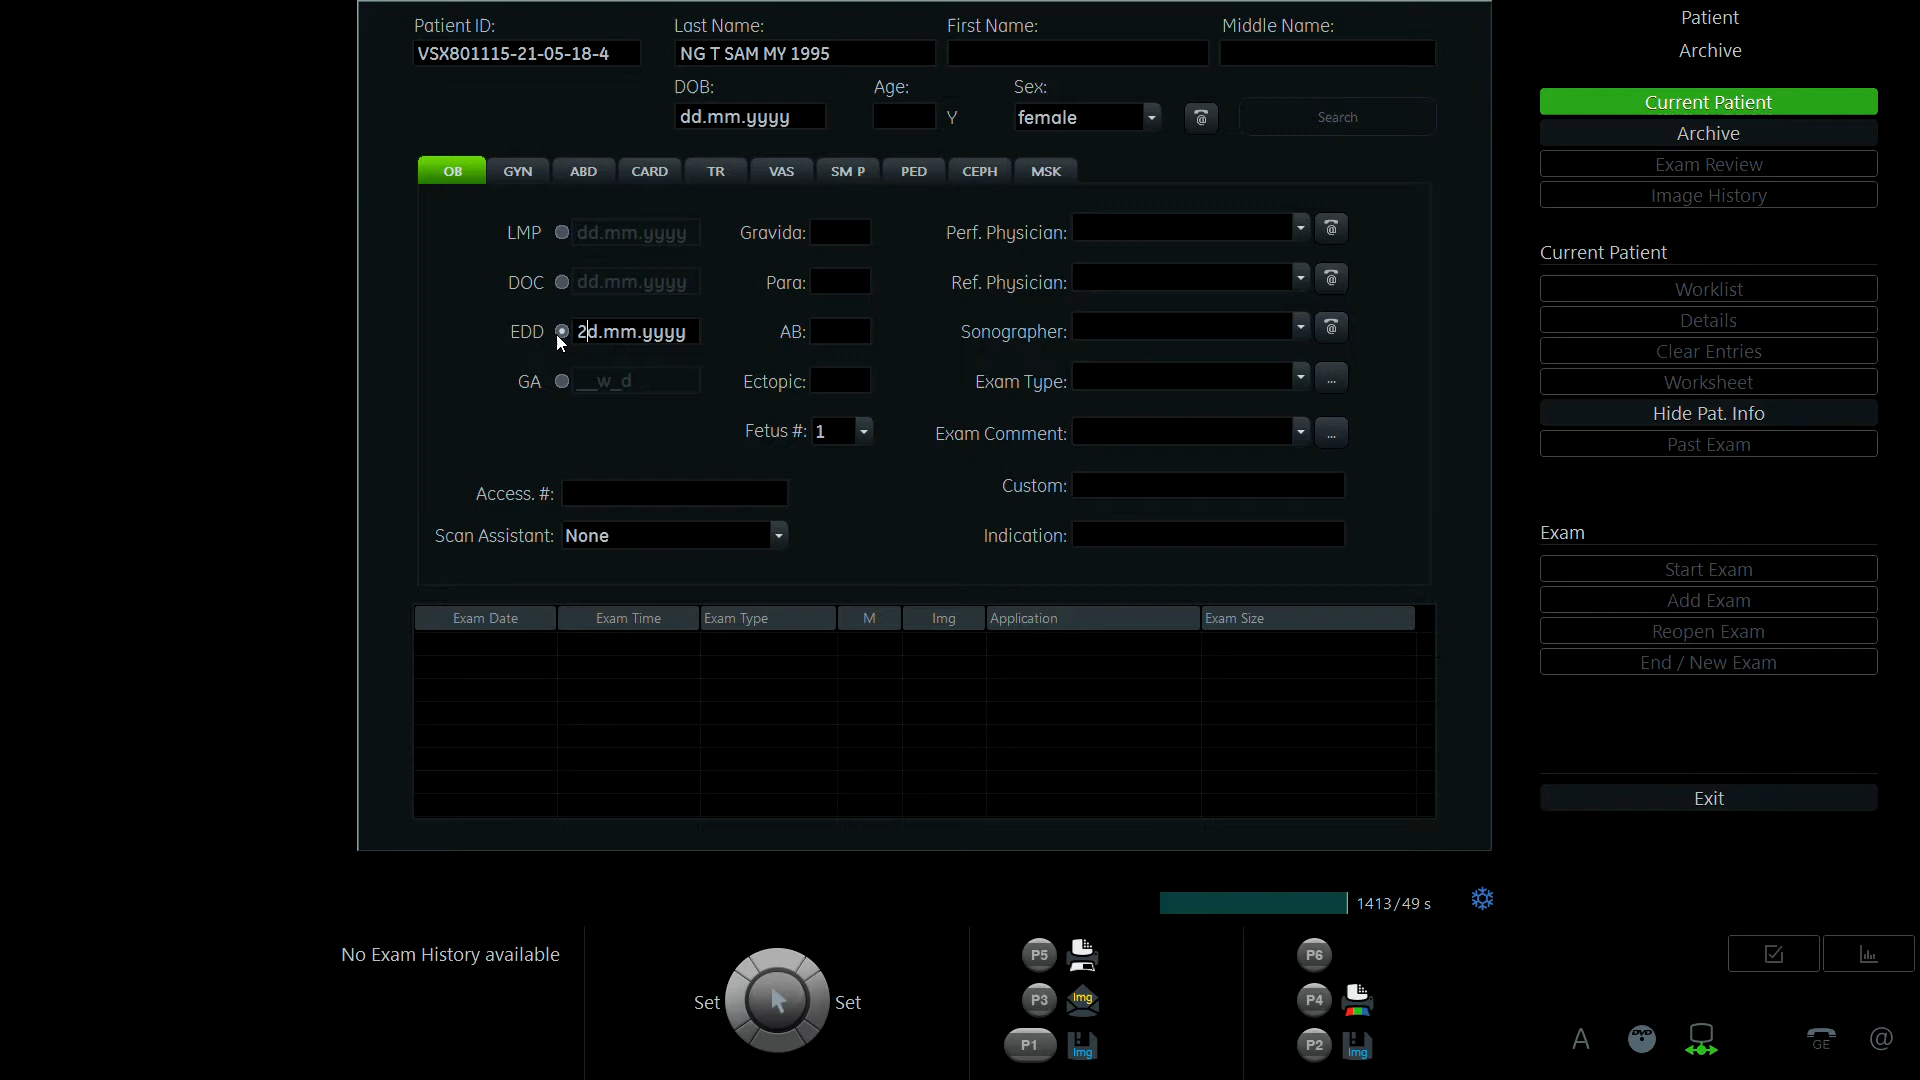 Patient ID: Last Name: First Name: Middle Name:
VSX801115-21-05-18-4 NG T SAM MY 1995
DOB: Age: Sex:
dd.mm.yyyy Y female @ Search
OB GYN ABD CARD TR VAS SM P PED CEPH MSK
LMP dd.mm.yyyy Gravida: Perf. Physician: @
DOC dd.mm.yyyy Para: Ref. Physician: @
EDD 2d.mm.yyyy AB: Sonographer: @
GA __w_d Ectopic: Exam Type: ...
Fetus #: 1 Exam Comment: ...
Access. #: Custom:
Scan Assistant: None Indication:
Exam Date Exam Time Exam Type M Img Application Exam Size
Patient
Archive
Current Patient
Archive
Exam Review
Image History
Current Patient
Worklist
Details
Clear Entries
Worksheet
Hide Pat. Info
Past Exam
Exam
Start Exam
Add Exam
Reopen Exam
End / New Exam
Exit
1413/49 s
No Exam History available
Set Set
P5
P3 Img
P1 Img
P6
P4
P2 Img
A DVD GE @